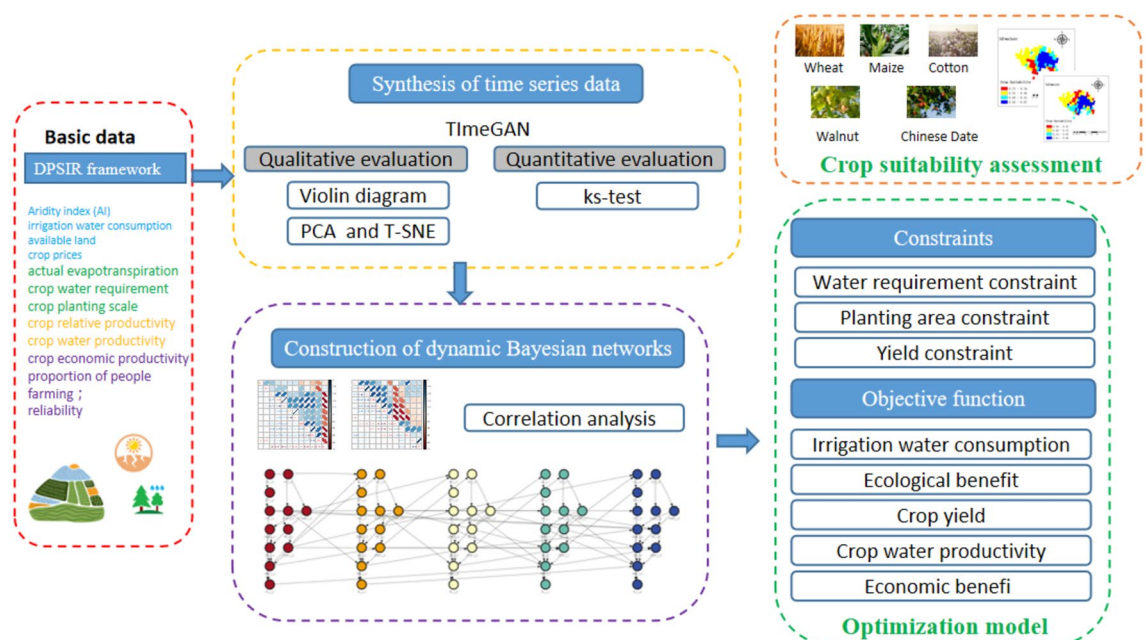 Basic data
DPSIR framework
Aridity index (AI)
irrigation water consumption
available land
crop prices
actual evapotranspiration
crop water requirement
crop planting scale
crop relative productivity
crop water productivity
crop economic productivity
proportion of people
farming ;
reliability
Synthesis of time series data
TImeGAN
Qualitative evaluation
Quantitative evaluation
Violin diagram
ks-test
PCA and T-SNE
Construction of dynamic Bayesian networks
Correlation analysis
Wheat
Maize
Cotton
Walnut
Chinese Date
Crop suitability assessment
Constraints
Water requirement constraint
Planting area constraint
Yield constraint
Objective function
Irrigation water consumption
Ecological benefit
Crop yield
Crop water productivity
Economic benefi
Optimization model